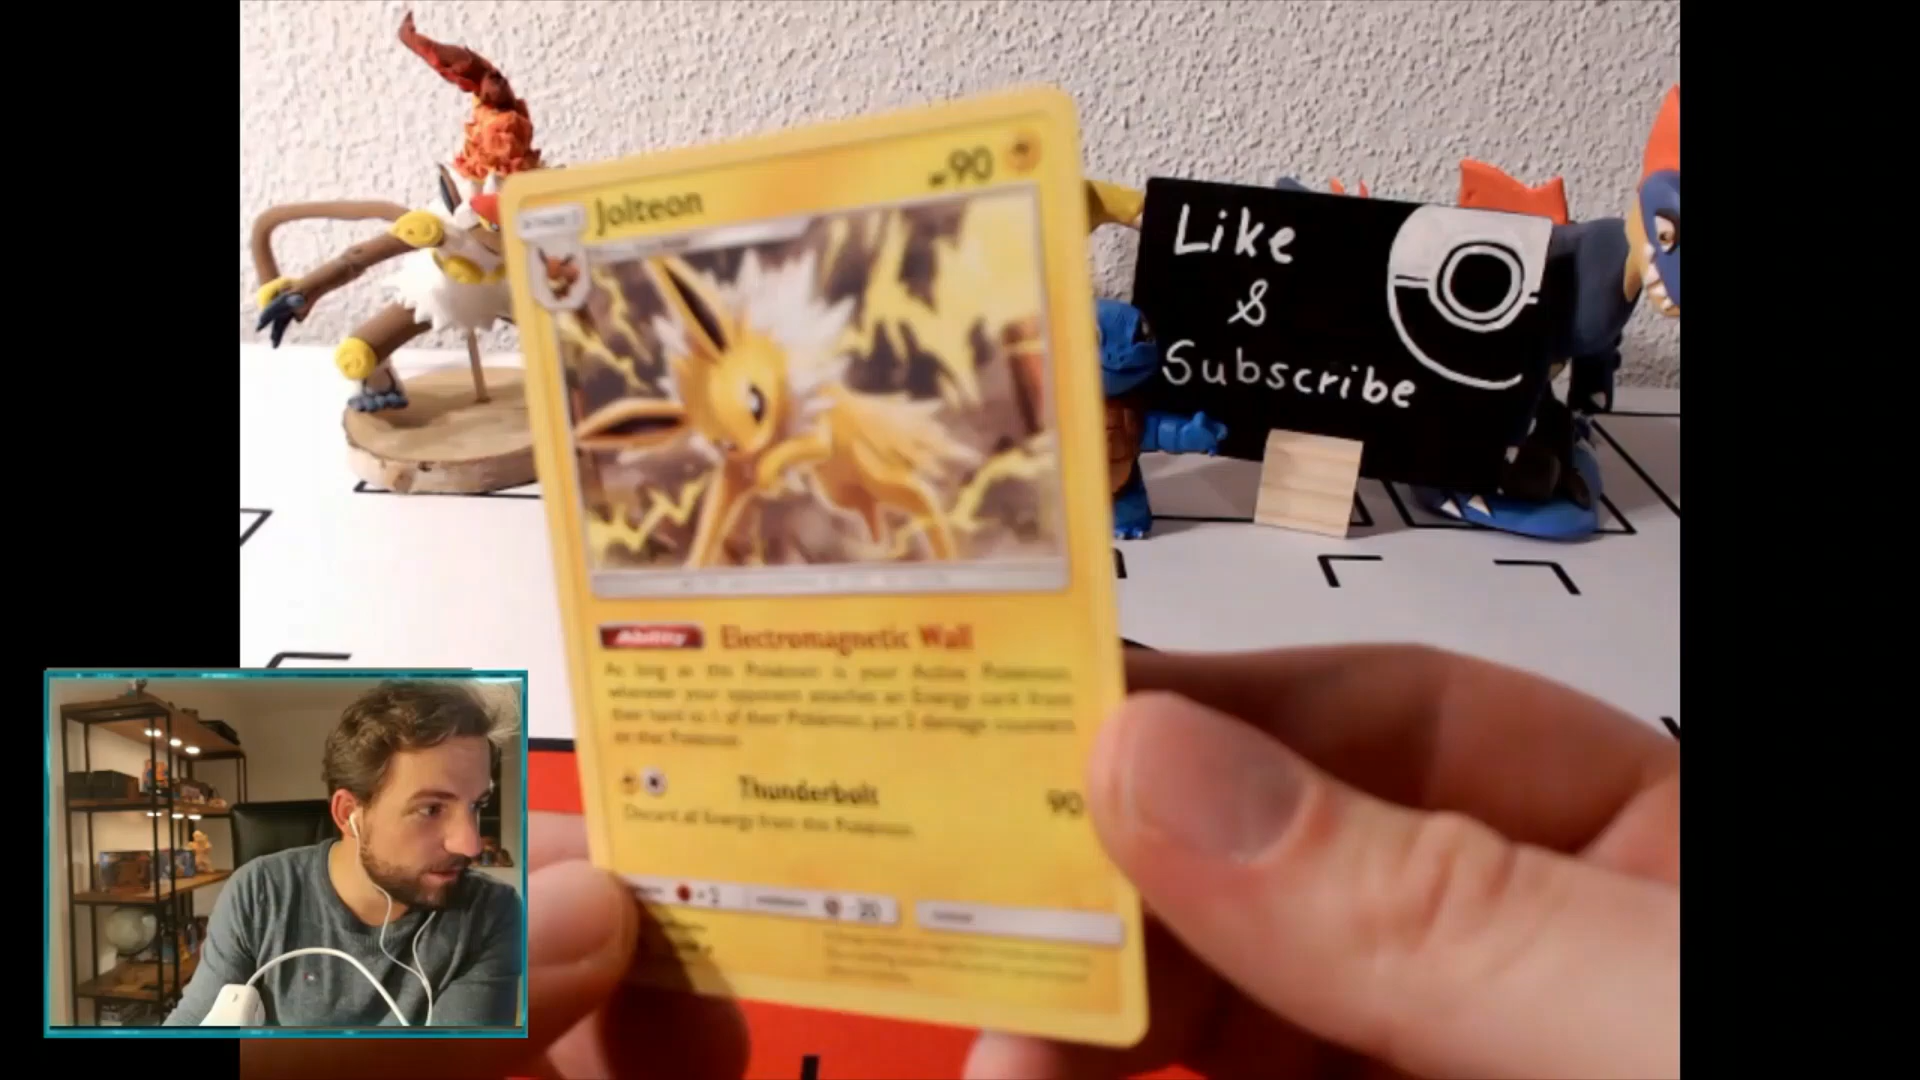 Jolteon
90
Like
&
Subscribe
Ability Electromagnetic Wall
As long as this Pokémon is your Active Pokémon,
whenever your opponent attaches an Energy card from
their hand to 1 of their Pokémon, put 2 damage counters
on that Pokémon.
Thunderbolt 90
Discard all Energy from this Pokémon.
×2 -20